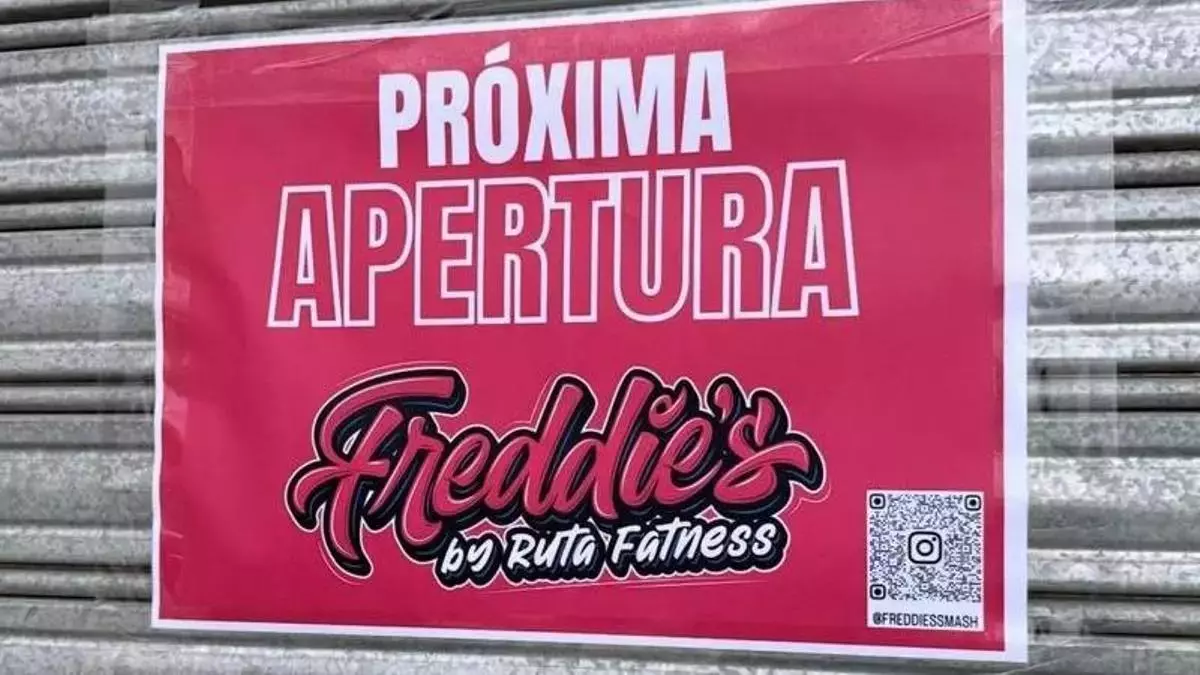 PRÓXIMA
APERTURA
Freddie's
by Ruta Fatness
@FREDDIESSMASH